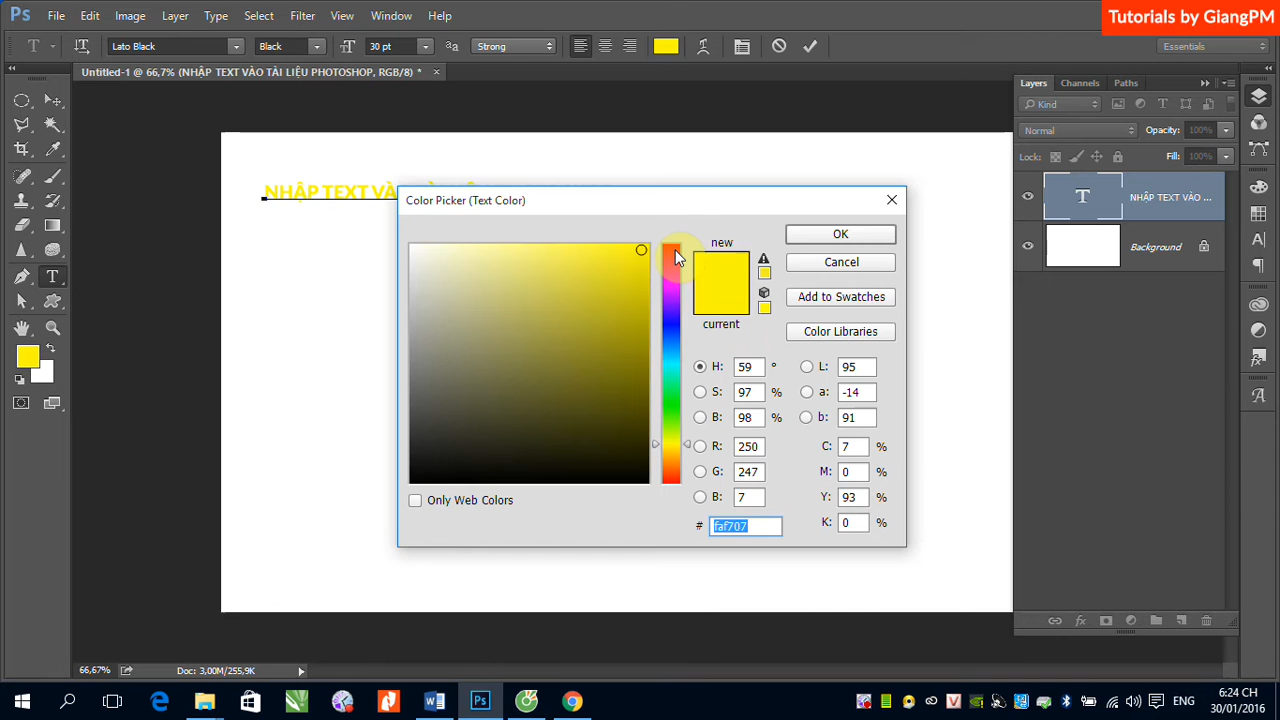 Ps File Edit Image Layer Type Select Filter View Window Help
Tutorials by GiangPM
T Lato Black Black 30 pt Strong Essentials
Untitled-1 @ 66,7% (NHẬP TEXT VÀO TÀI LIỆU PHOTOSHOP, RGB/8) *
Layers Channels Paths
Kind
Normal Opacity: 100%
Lock: Fill: 100%
T NHẬP TEXT VÀO ...
Background
NHẬP TEXT VÀ
Color Picker (Text Color)
new
current
OK
Cancel
Add to Swatches
Color Libraries
H: 59 ° L: 95
S: 97 % a: -14
B: 98 % b: 91
R: 250 C: 7 %
G: 247 M: 0 %
B: 7 Y: 93 %
# faf707 K: 0 %
Only Web Colors
66,67% Doc: 3,00M/255,9K
ENG
6:24 CH
30/01/2016